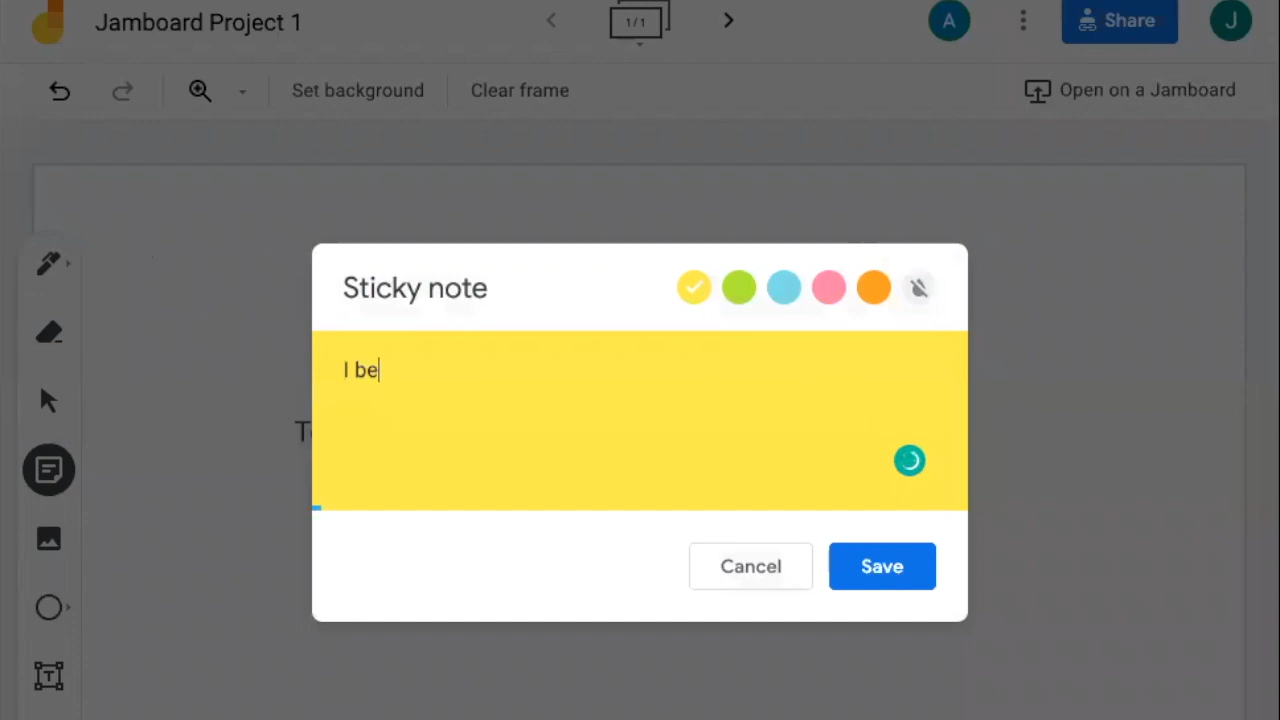 Jamboard Project 1
1 / 1
A
Share
J
Set background
Clear frame
Open on a Jamboard
Sticky note
I be
T
Cancel
Save